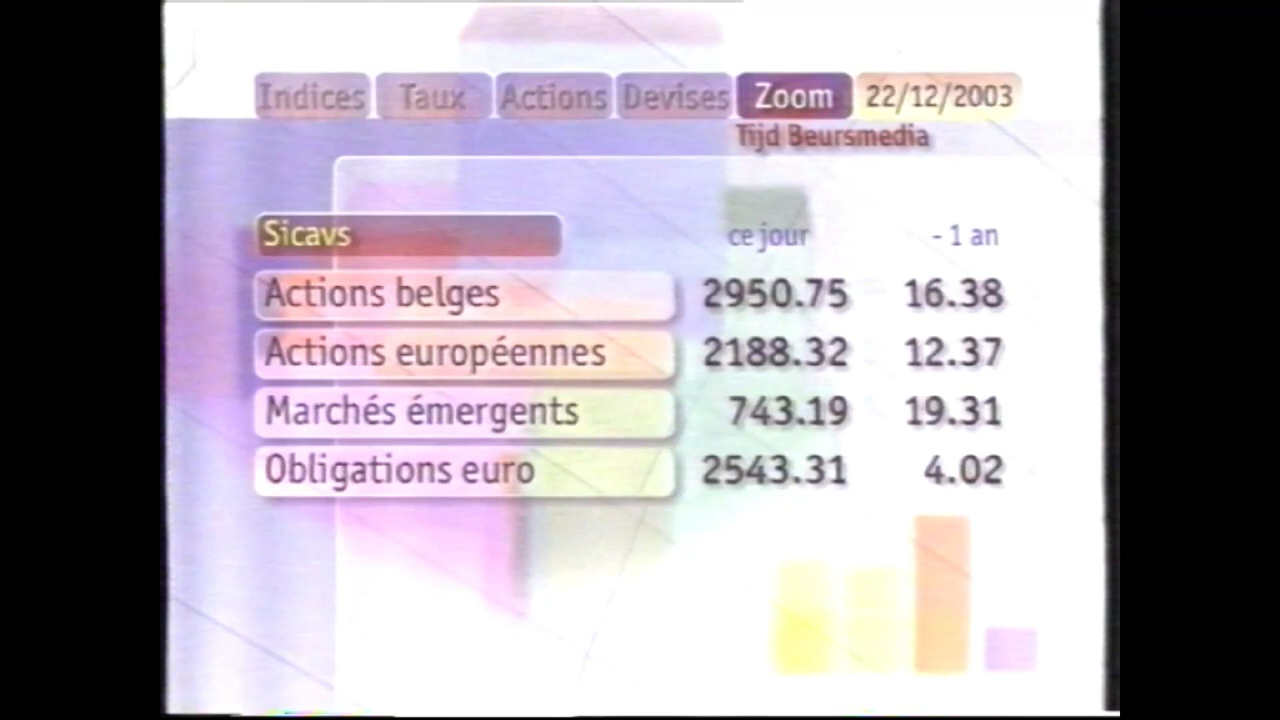 Indices Taux Actions Devises Zoom 22/12/2003
Tijd Beursmedia
Sicavs ce jour - 1 an
Actions belges 2950.75 16.38
Actions européennes 2188.32 12.37
Marchés émergents 743.19 19.31
Obligations euro 2543.31 4.02